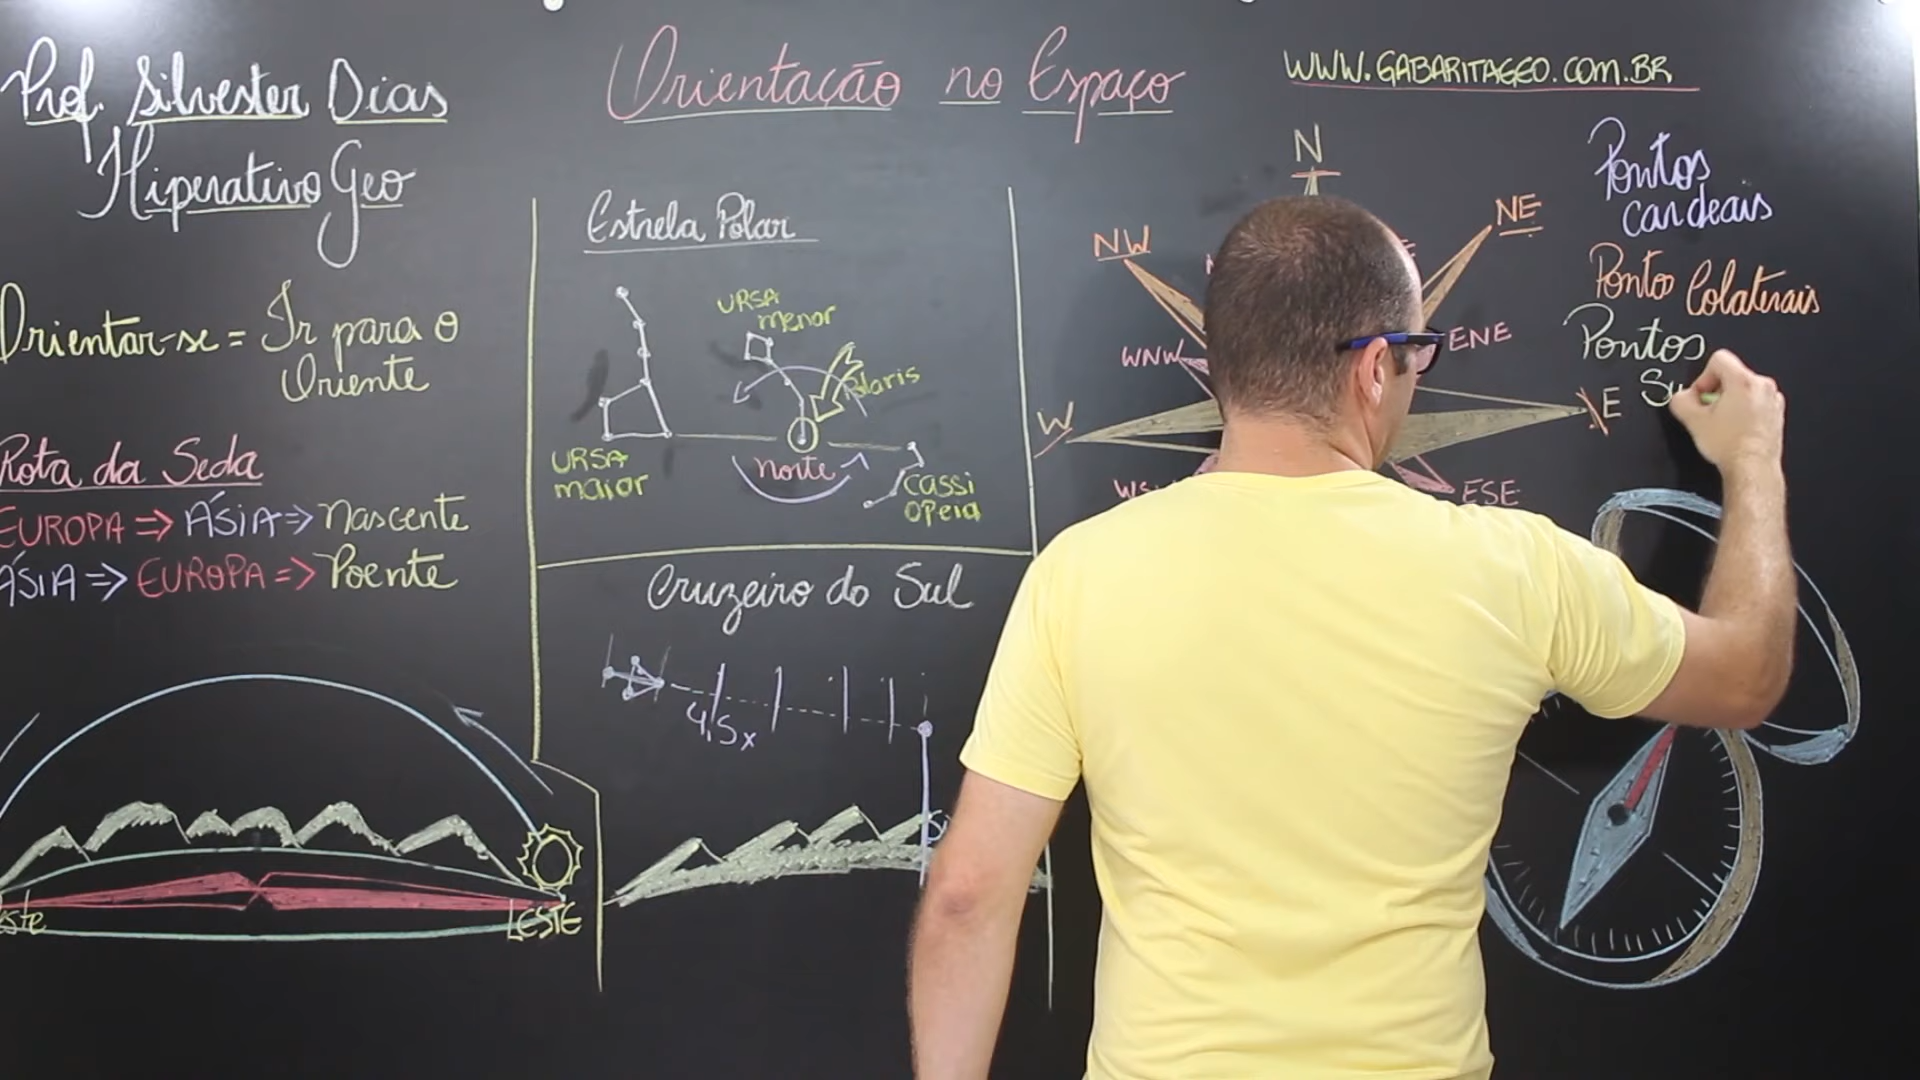 Prof. Silvester Dias
Hiperativo Geo
Orientar-se = Ir para o
Oriente
Rota da Seda
EUROPA => ÁSIA => Nascente
ÁSIA => EUROPA => Poente
LESTE
Orientação no Espaço
Estrela Polar
URSA
menor
Polaris
URSA
maior
norte
CASSI
OPEIA
Cruzeiro do Sul
4,5x
WWW.GABARITAGEO.COM.BR
N
NW
NE
WNW
ENE
W
E
ESE
Pontos
cardeais
Pontos Colaterais
Pontos